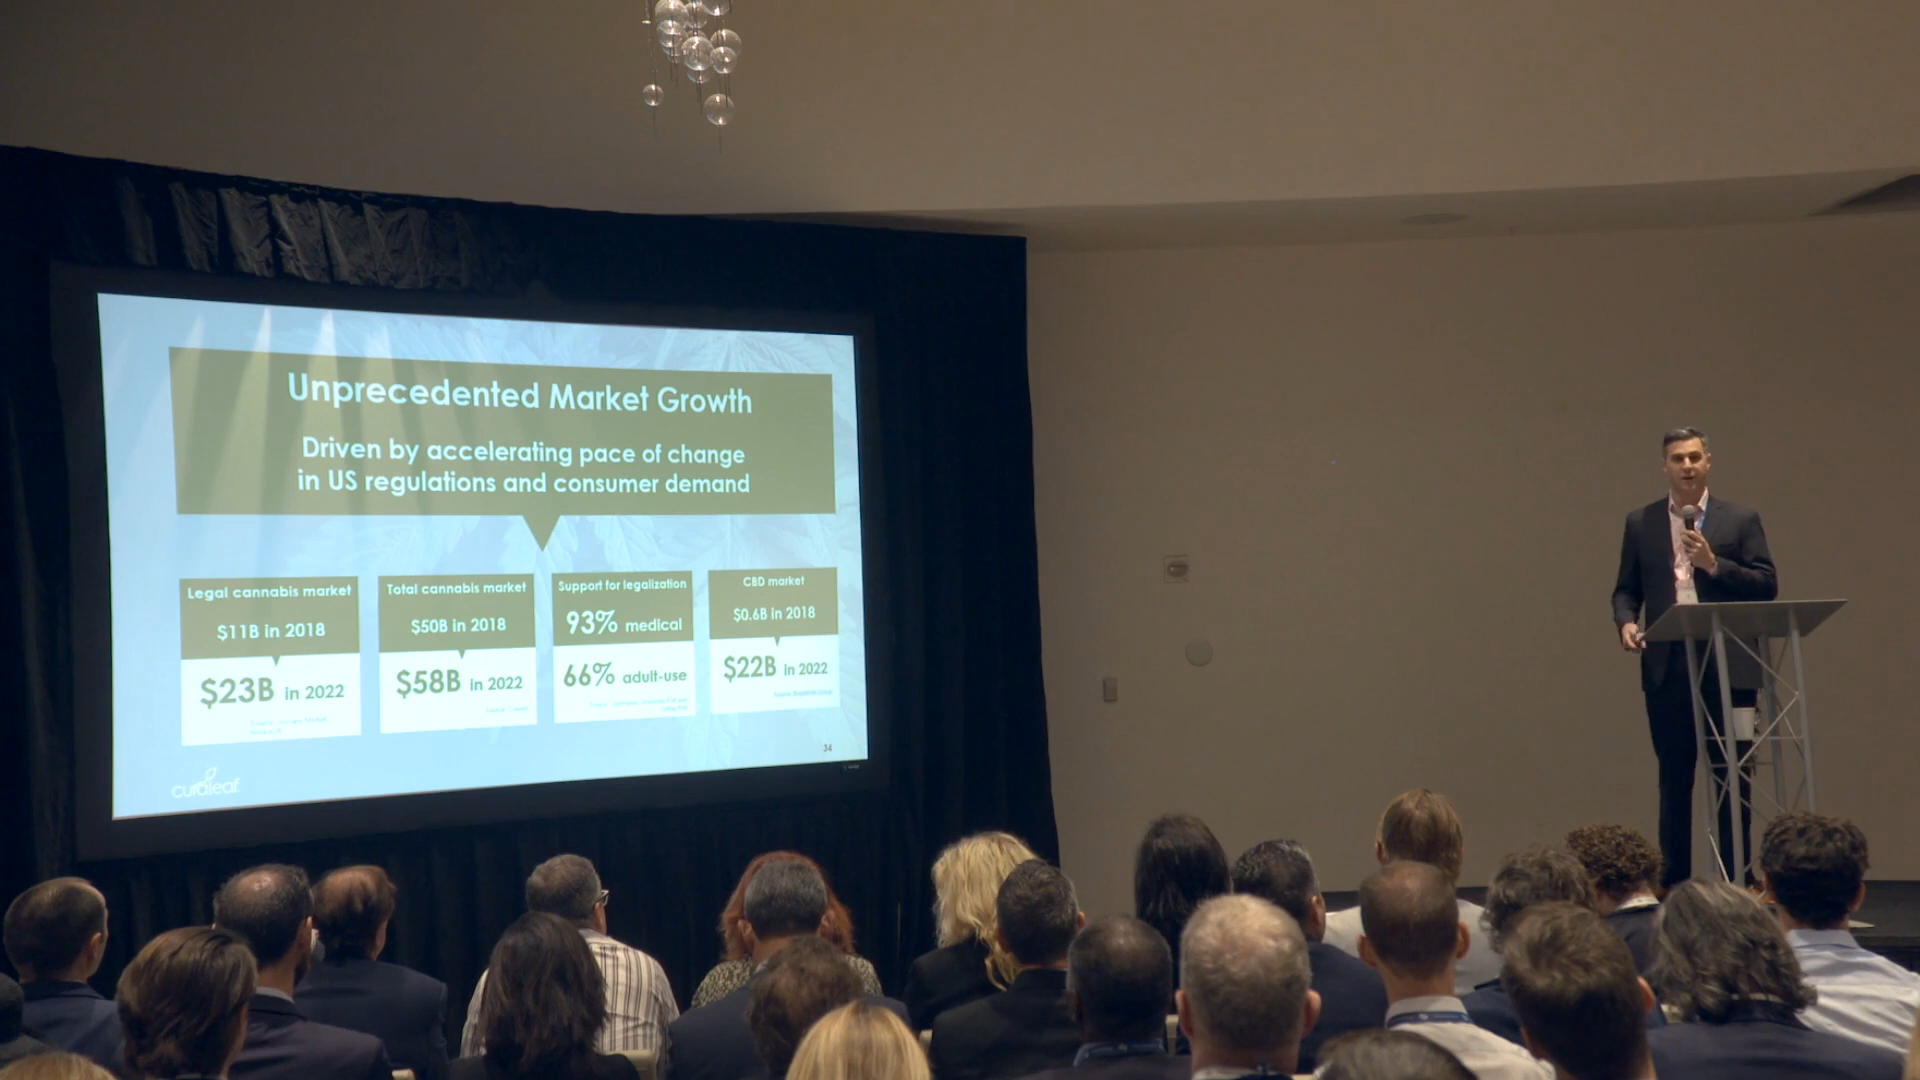 Unprecedented Market Growth
Driven by accelerating pace of change
in US regulations and consumer demand
Legal cannabis market
$11B in 2018
$23B in 2022
Total cannabis market
$50B in 2018
$58B in 2022
Support for legalization
93% medical
66% adult-use
CBD market
$0.6B in 2018
$22B in 2022
34
curaleaf